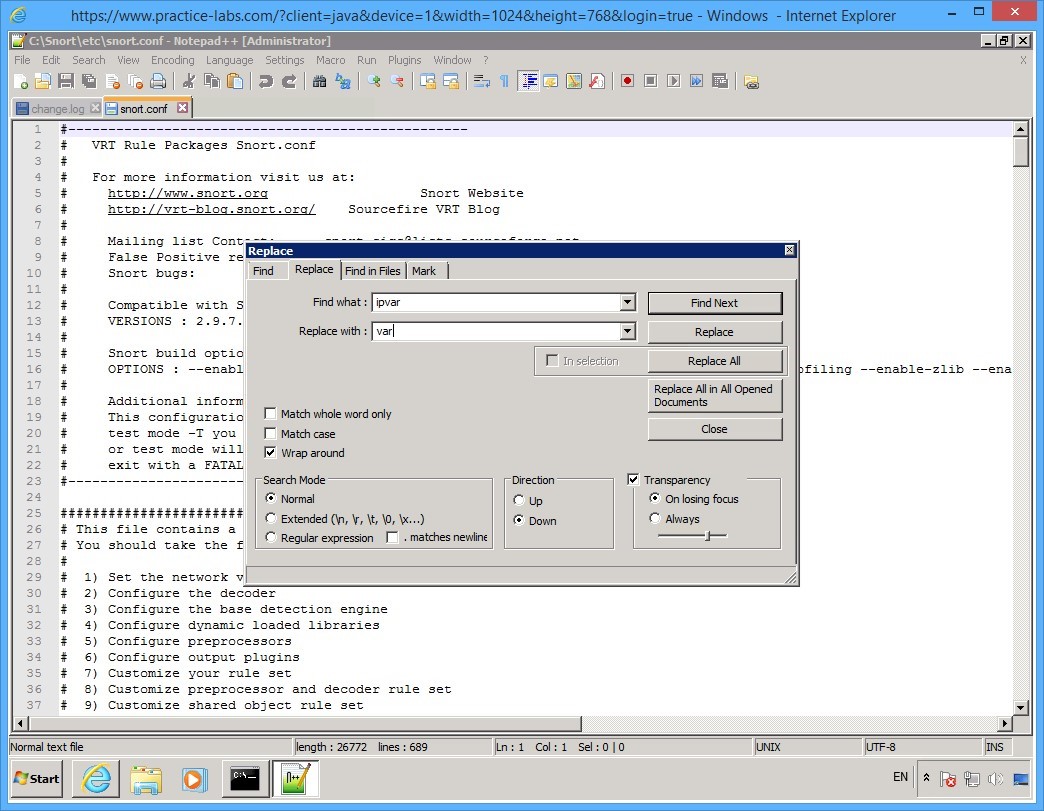 https://www.practice-labs.com/?client=java&device=1&width=1024&height=768&login=true - Windows - Internet Explorer
C:\Snort\etc\snort.conf - Notepad++ [Administrator]
File Edit Search View Encoding Language Settings Macro Run Plugins Window ? X
change.log snort.conf
1 #--------------------------------------------------
2 # VRT Rule Packages Snort.conf
3 #
4 # For more information visit us at:
5 # http://www.snort.org Snort Website
6 # http://vrt-blog.snort.org/ Sourcefire VRT Blog
7 #
8 # Mailing list Contact: snort-sigs@lists.sourceforge.net
9 # False Positive re
10 # Snort bugs:
11 #
12 # Compatible with S
13 # VERSIONS : 2.9.7.
14 #
15 # Snort build optio
16 # OPTIONS : --enabl ofiling --enable-zlib --ena
17 #
18 # Additional inform
19 # This configuration
20 # test mode -T you
21 # or test mode will
22 # exit with a FATAL
23 #-----------------------
24
25 #######################
26 # This file contains a
27 # You should take the f
28 #
29 # 1) Set the network v
30 # 2) Configure the decoder
31 # 3) Configure the base detection engine
32 # 4) Configure dynamic loaded libraries
33 # 5) Configure preprocessors
34 # 6) Configure output plugins
35 # 7) Customize your rule set
36 # 8) Customize preprocessor and decoder rule set
37 # 9) Customize shared object rule set
Replace
Find Replace Find in Files Mark
Find what : ipvar Find Next
Replace with : var Replace
In selection Replace All
Replace All in All Opened
Documents
Close
Match whole word only
Match case
Wrap around
Search Mode
Normal
Extended (\n, \r, \t, \0, \x...)
Regular expression . matches newline
Direction
Up
Down
Transparency
On losing focus
Always
Normal text file length : 26772 lines : 689 Ln : 1 Col : 1 Sel : 0 | 0 UNIX UTF-8 INS
Start EN